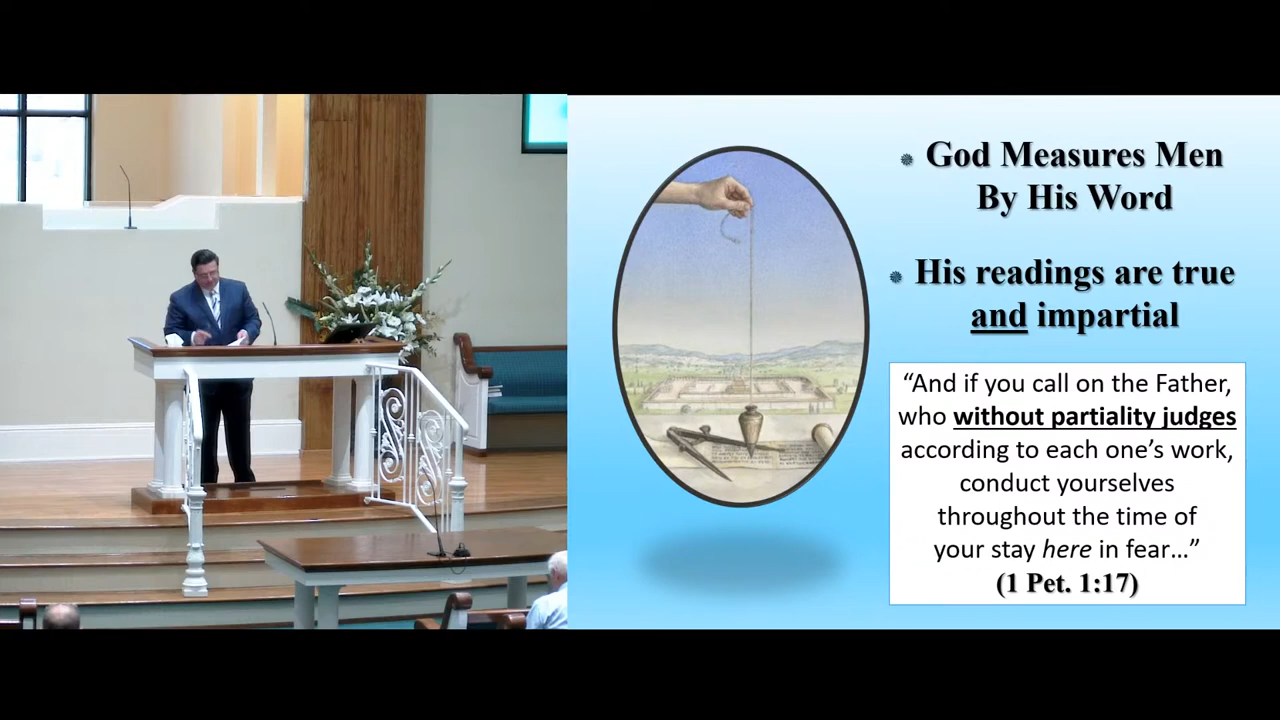 God Measures Men
By His Word
His readings are true
and impartial
“And if you call on the Father,
who without partiality judges
according to each one’s work,
conduct yourselves
throughout the time of
your stay here in fear…”
(1 Pet. 1:17)